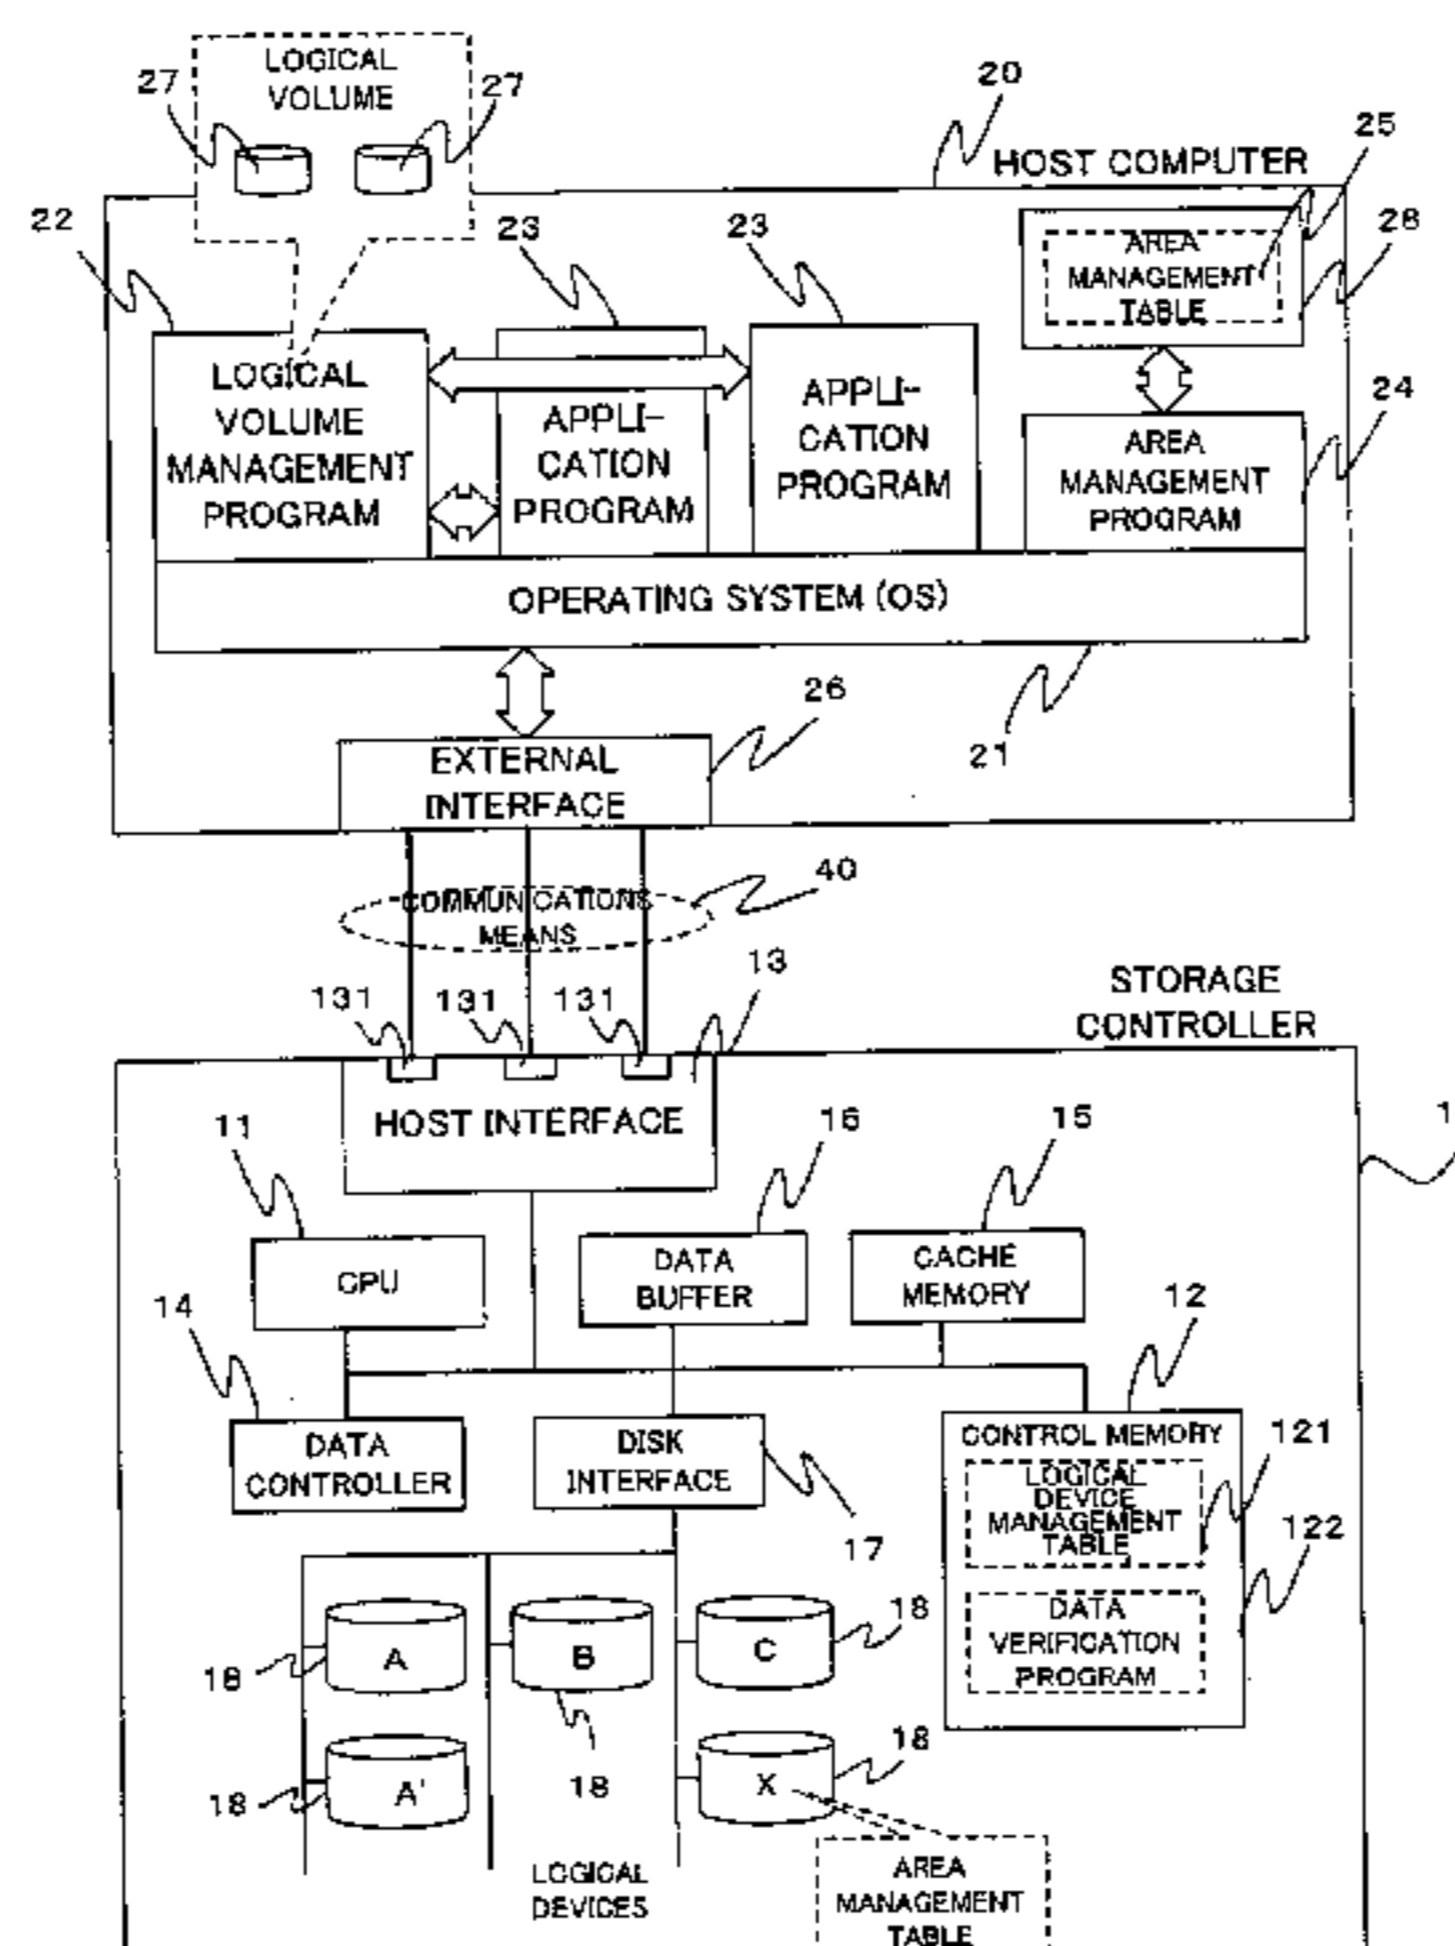 LOGICAL
VOLUME
27
27
20
HOST COMPUTER
25
22
23
23
28
AREA
MANAGEMENT
TABLE
LOGICAL
VOLUME
MANAGEMENT
PROGRAM
APPLI-
CATION
PROGRAM
APPLI-
CATION
PROGRAM
24
AREA
MANAGEMENT
PROGRAM
OPERATING SYSTEM (OS)
26
21
EXTERNAL
INTERFACE
40
COMMUNICATIONS
MEANS
13
131
131
131
STORAGE
CONTROLLER
HOST INTERFACE
11
16
15
1
CPU
DATA
BUFFER
CACHE
MEMORY
14
12
DATA
CONTROLLER
DISK
INTERFACE
CONTROL MEMORY
121
LOGICAL
DEVICE
MANAGEMENT
TABLE
17
122
DATA
VERIFICATION
PROGRAM
A
B
C
18
18
18
A'
X
18
18
18
LOGICAL
DEVICES
AREA
MANAGEMENT
TABLE